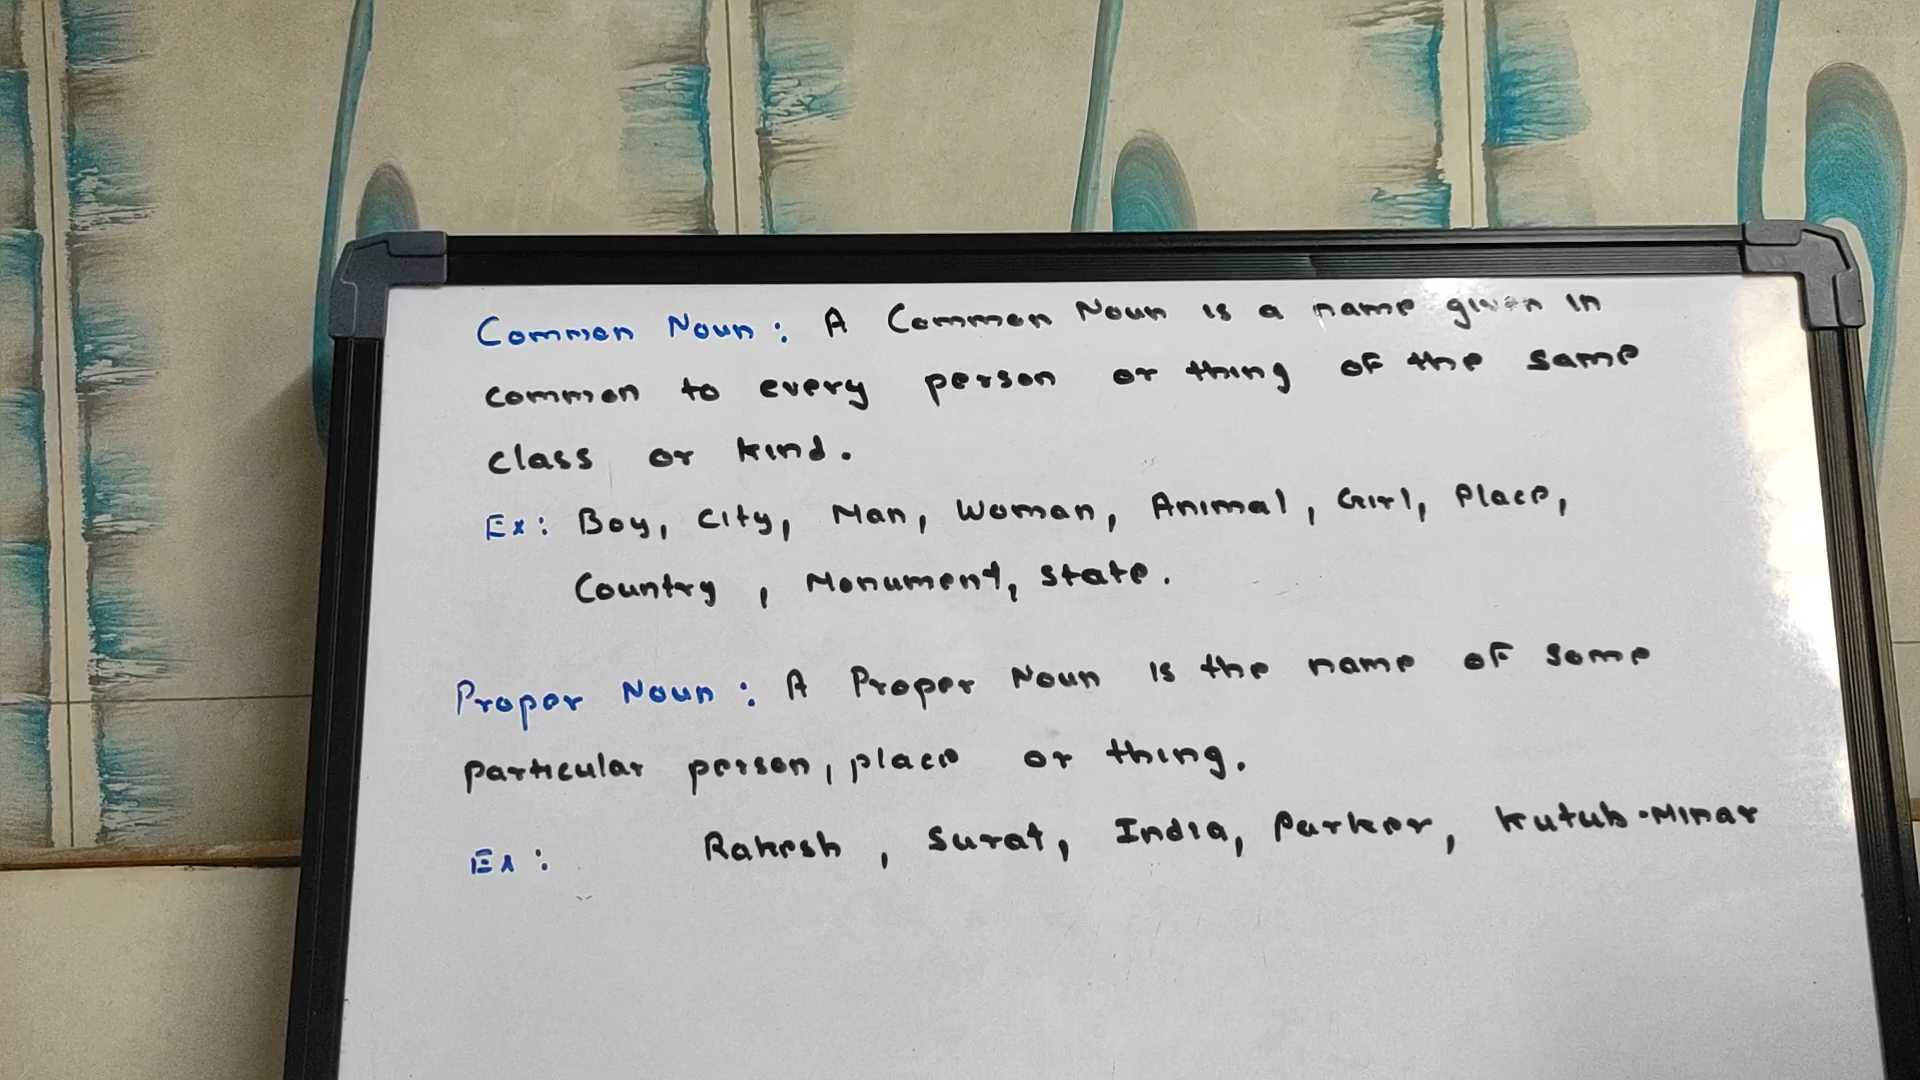 Common Noun : A Common Noun is a name given in
common to every person or thing of the same
class or kind.
Ex : Boy, City, Man, Woman, Animal, Girl, Place,
Country, Monument, State.
Proper Noun : A Proper Noun is the name of some
particular person, place or thing.
Ex : Rakesh, Surat, India, Parker, Kutub-Minar